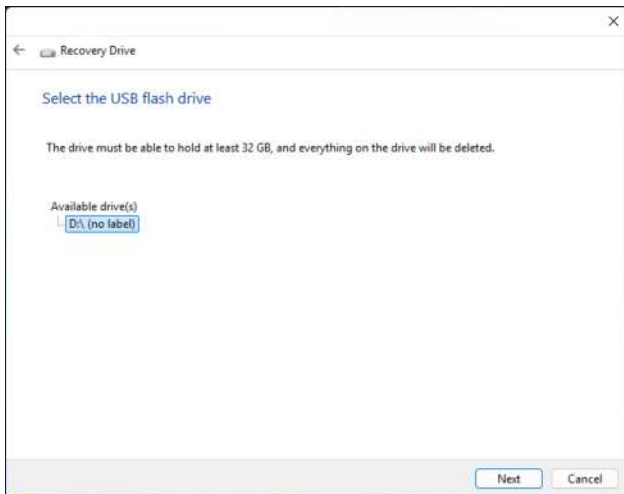 Recovery Drive
Select the USB flash drive
The drive must be able to hold at least 32 GB, and everything on the drive will be deleted.
Available drive(s)
D:\ (no label)
Next Cancel